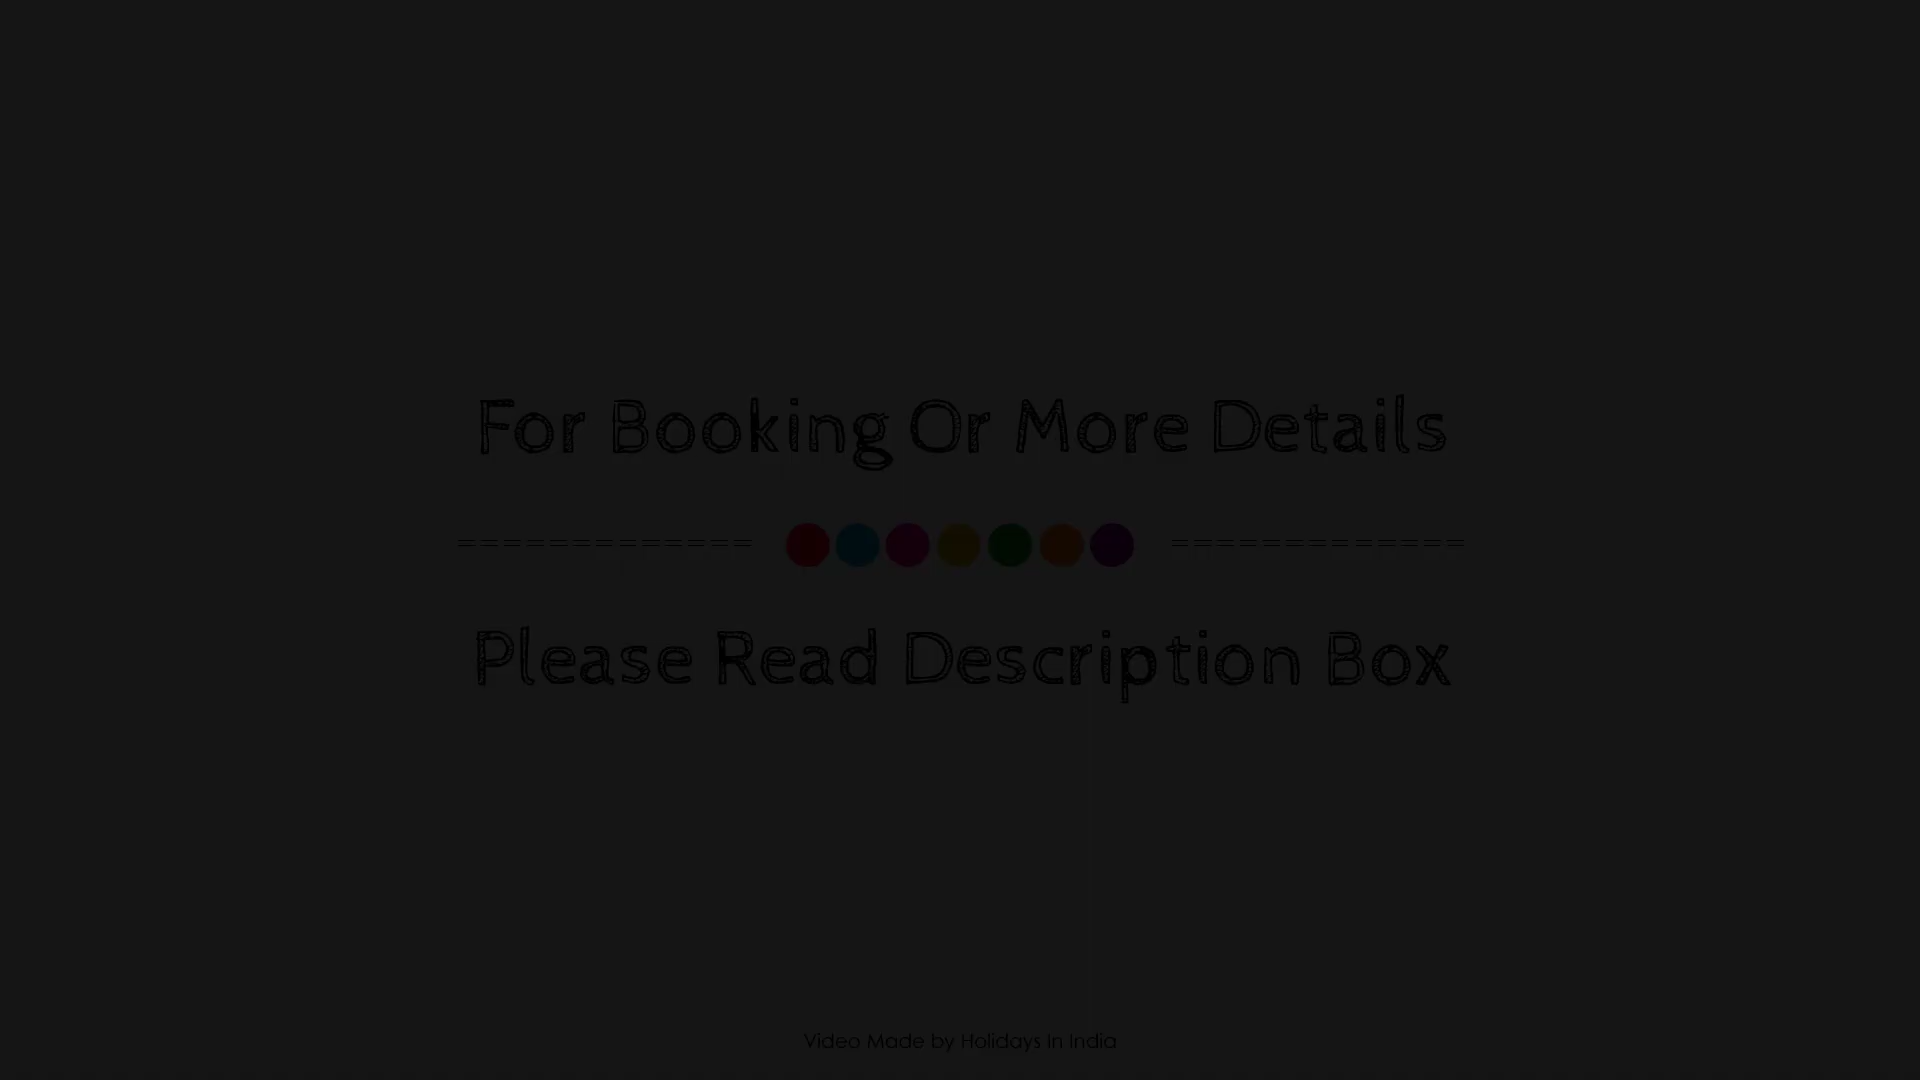 For Booking Or More Details
============= =============
Please Read Description Box
Video Made by Holidays In India